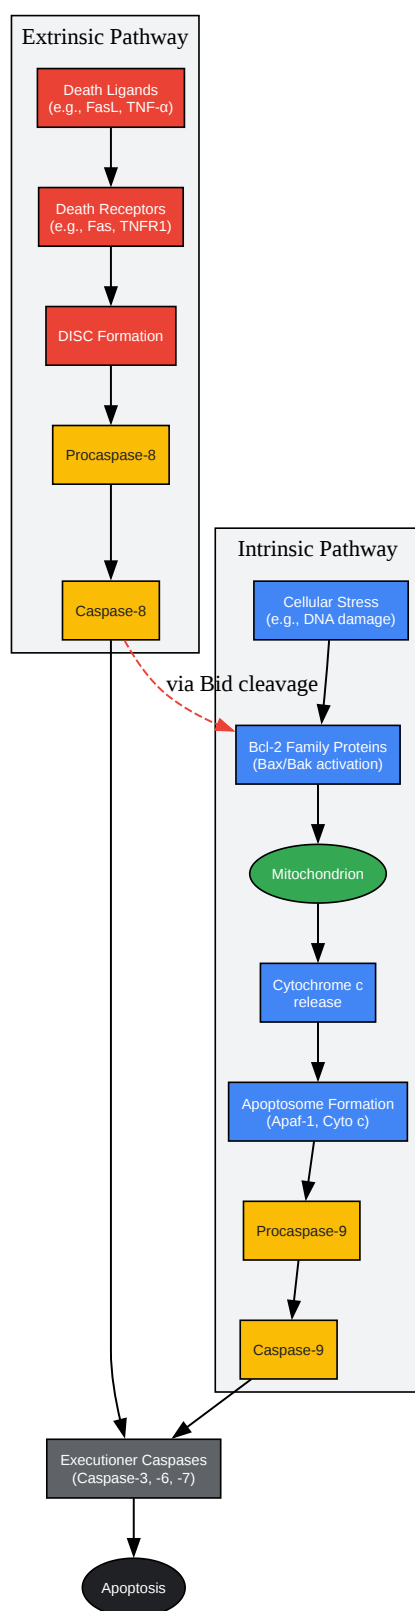 Extrinsic Pathway
Death Ligands
(e.g., FasL, TNF-α)
Death Receptors
(e.g., Fas, TNFR1)
DISC Formation
Procaspase-8
Caspase-8
Intrinsic Pathway
Cellular Stress
(e.g., DNA damage)
via Bid cleavage
Bcl-2 Family Proteins
(Bax/Bak activation)
Mitochondrion
Cytochrome c
release
Apoptosome Formation
(Apaf-1, Cyto c)
Procaspase-9
Caspase-9
Executioner Caspases
(Caspase-3, -6, -7)
Apoptosis